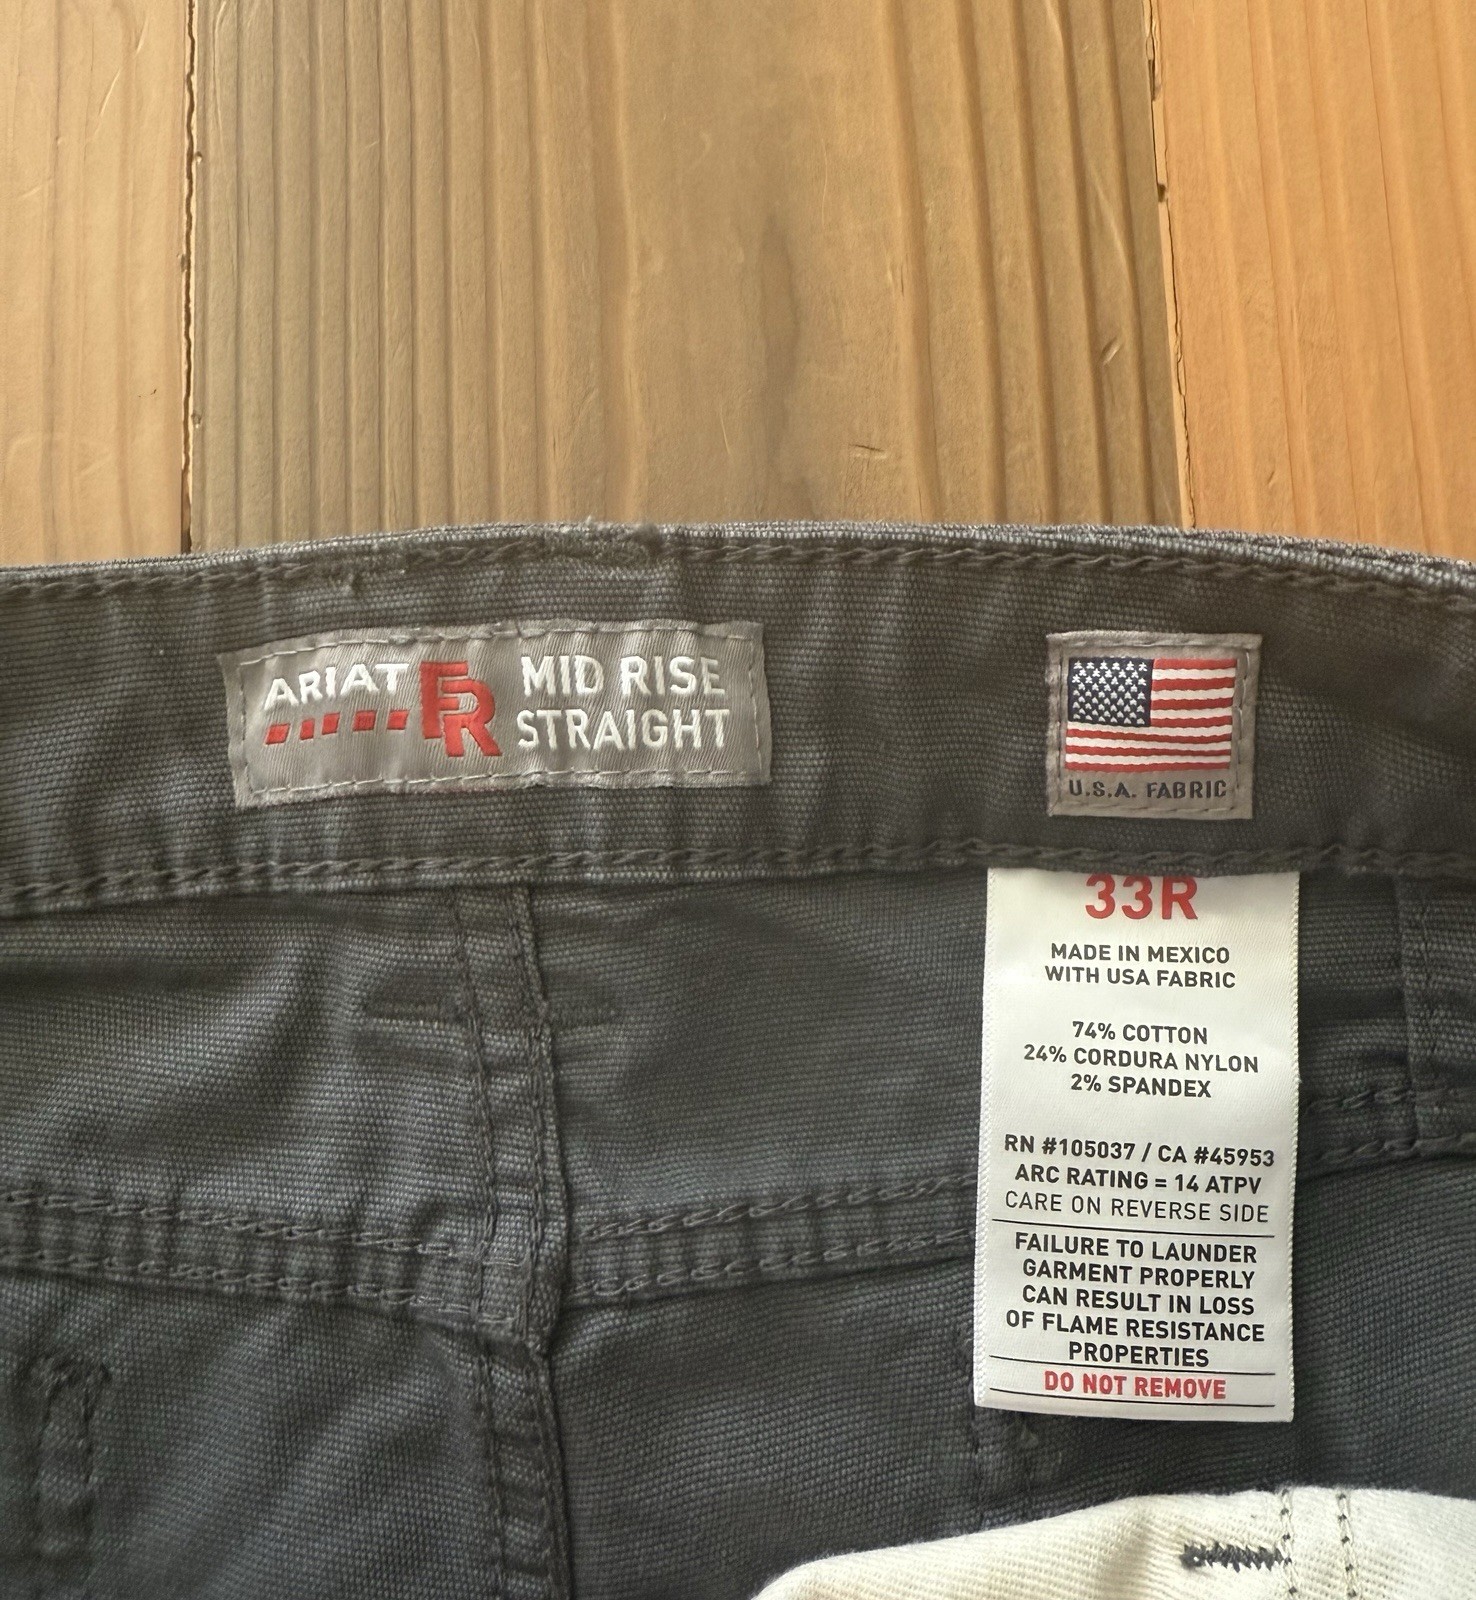 ARIAT FR MID RISE
STRAIGHT
U.S.A. FABRIC
33R
MADE IN MEXICO
WITH USA FABRIC
74% COTTON
24% CORDURA NYLON
2% SPANDEX
RN #105037 / CA #45953
ARC RATING = 14 ATPV
CARE ON REVERSE SIDE
FAILURE TO LAUNDER
GARMENT PROPERLY
CAN RESULT IN LOSS
OF FLAME RESISTANCE
PROPERTIES
DO NOT REMOVE